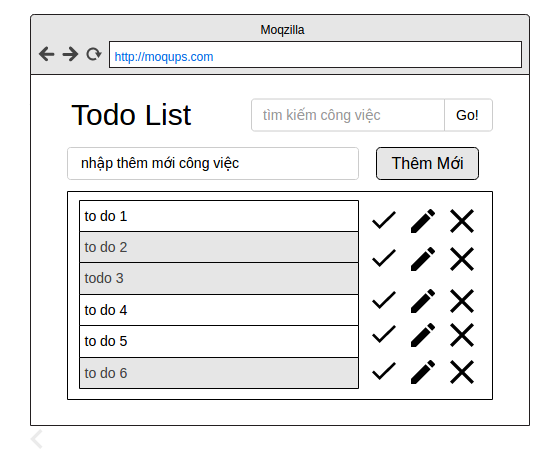 Moqzilla
http://moqups.com
Todo List
tìm kiếm công việc
Go!
nhập thêm mới công việc
Thêm Mới
to do 1
to do 2
todo 3
to do 4
to do 5
to do 6